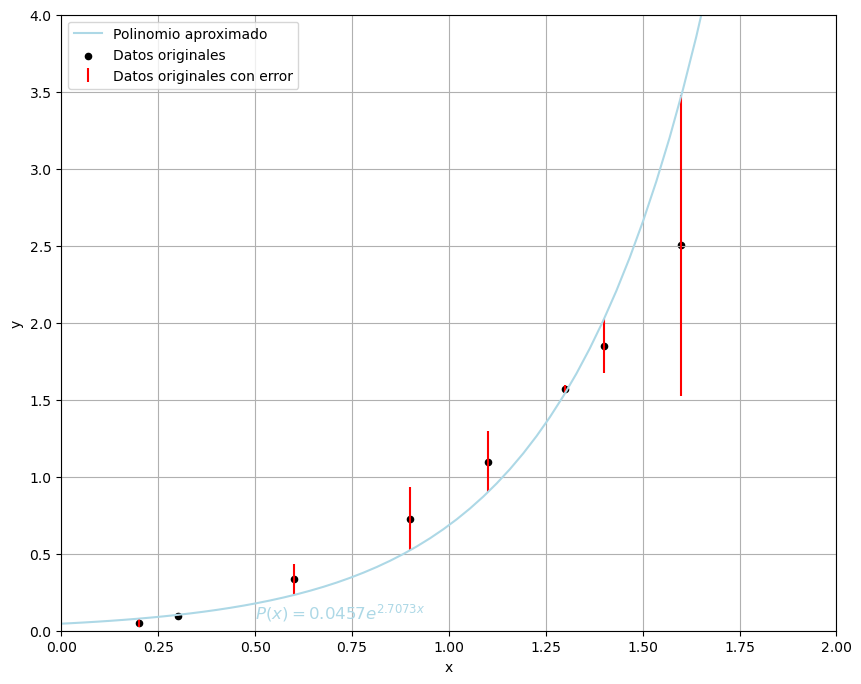 Polinomio aproximado
Datos originales
Datos originales con error
4.0
3.5
3.0
2.5
2.0
1.5
1.0
0.5
0.0
y
P(x) = 0.0457e^{2.7073x}
0.00 0.25 0.50 0.75 1.00 1.25 1.50 1.75 2.00
x